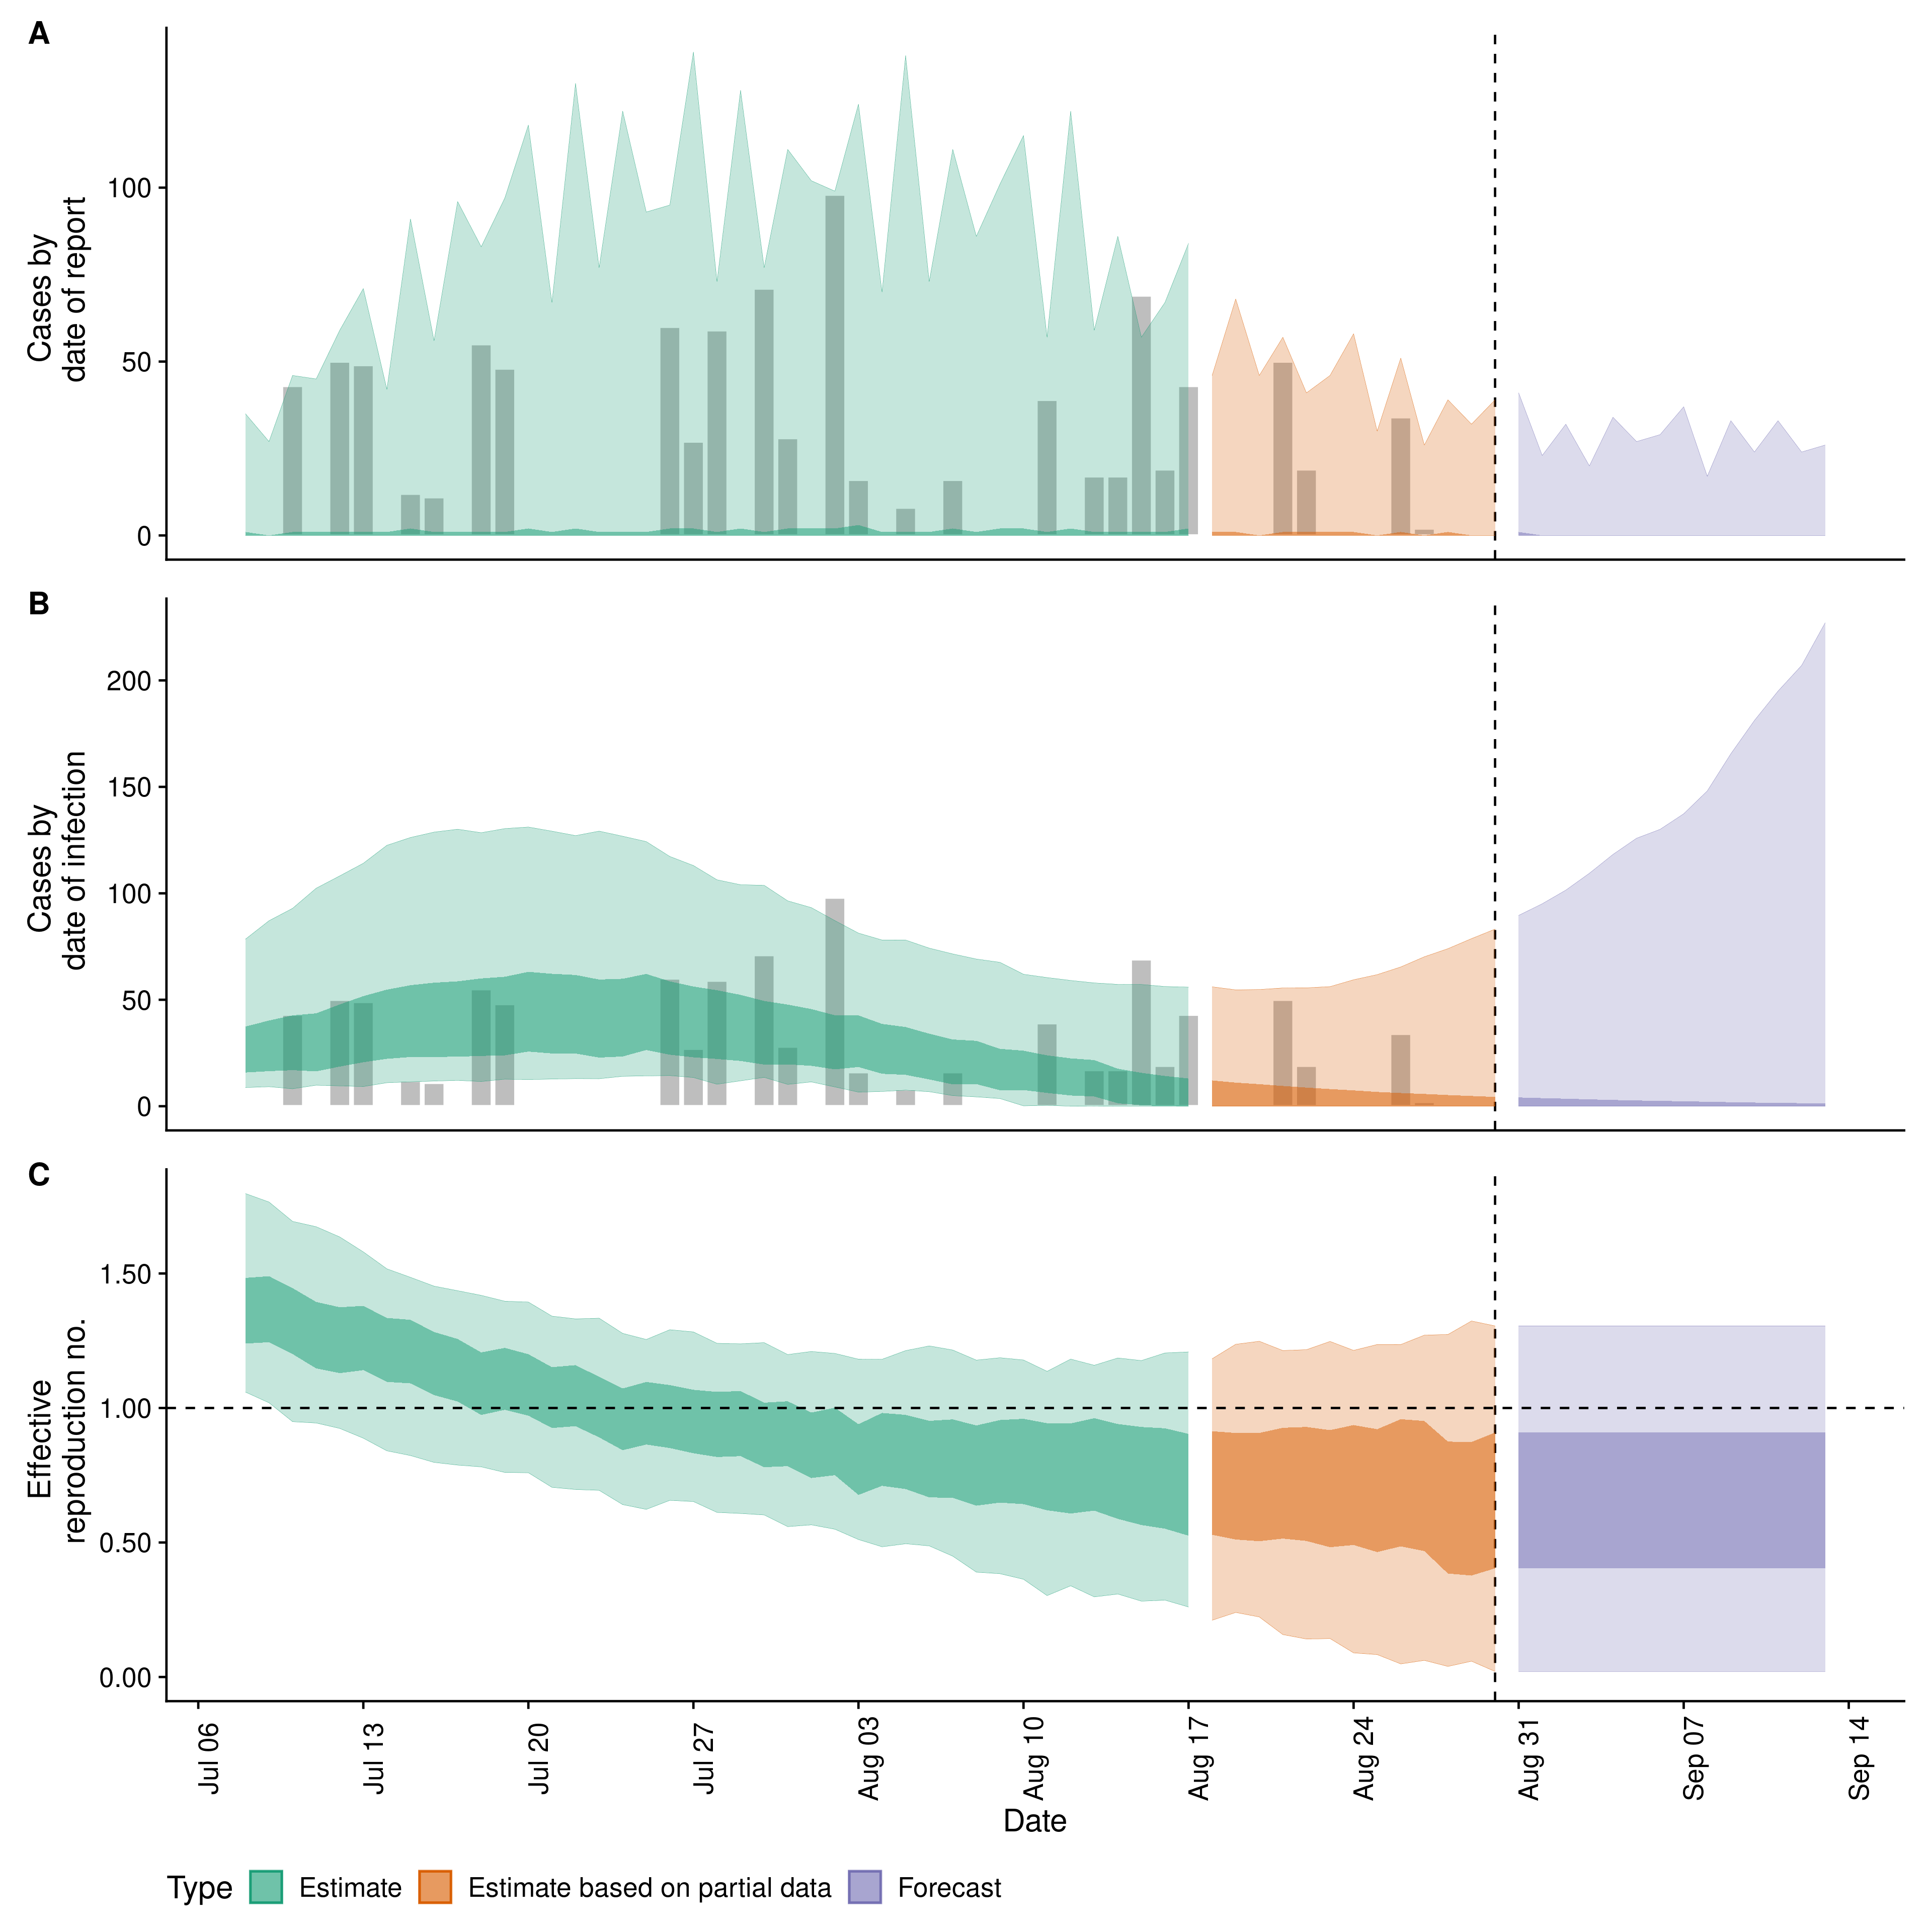 A
Cases by
date of report
100
50
0
B
Cases by
date of infection
200
150
100
50
0
C
Effective
reproduction no.
1.50
1.00
0.50
0.00
Jul 06
Jul 13
Jul 20
Jul 27
Aug 03
Aug 10
Aug 17
Aug 24
Aug 31
Sep 07
Sep 14
Date
Type Estimate Estimate based on partial data Forecast